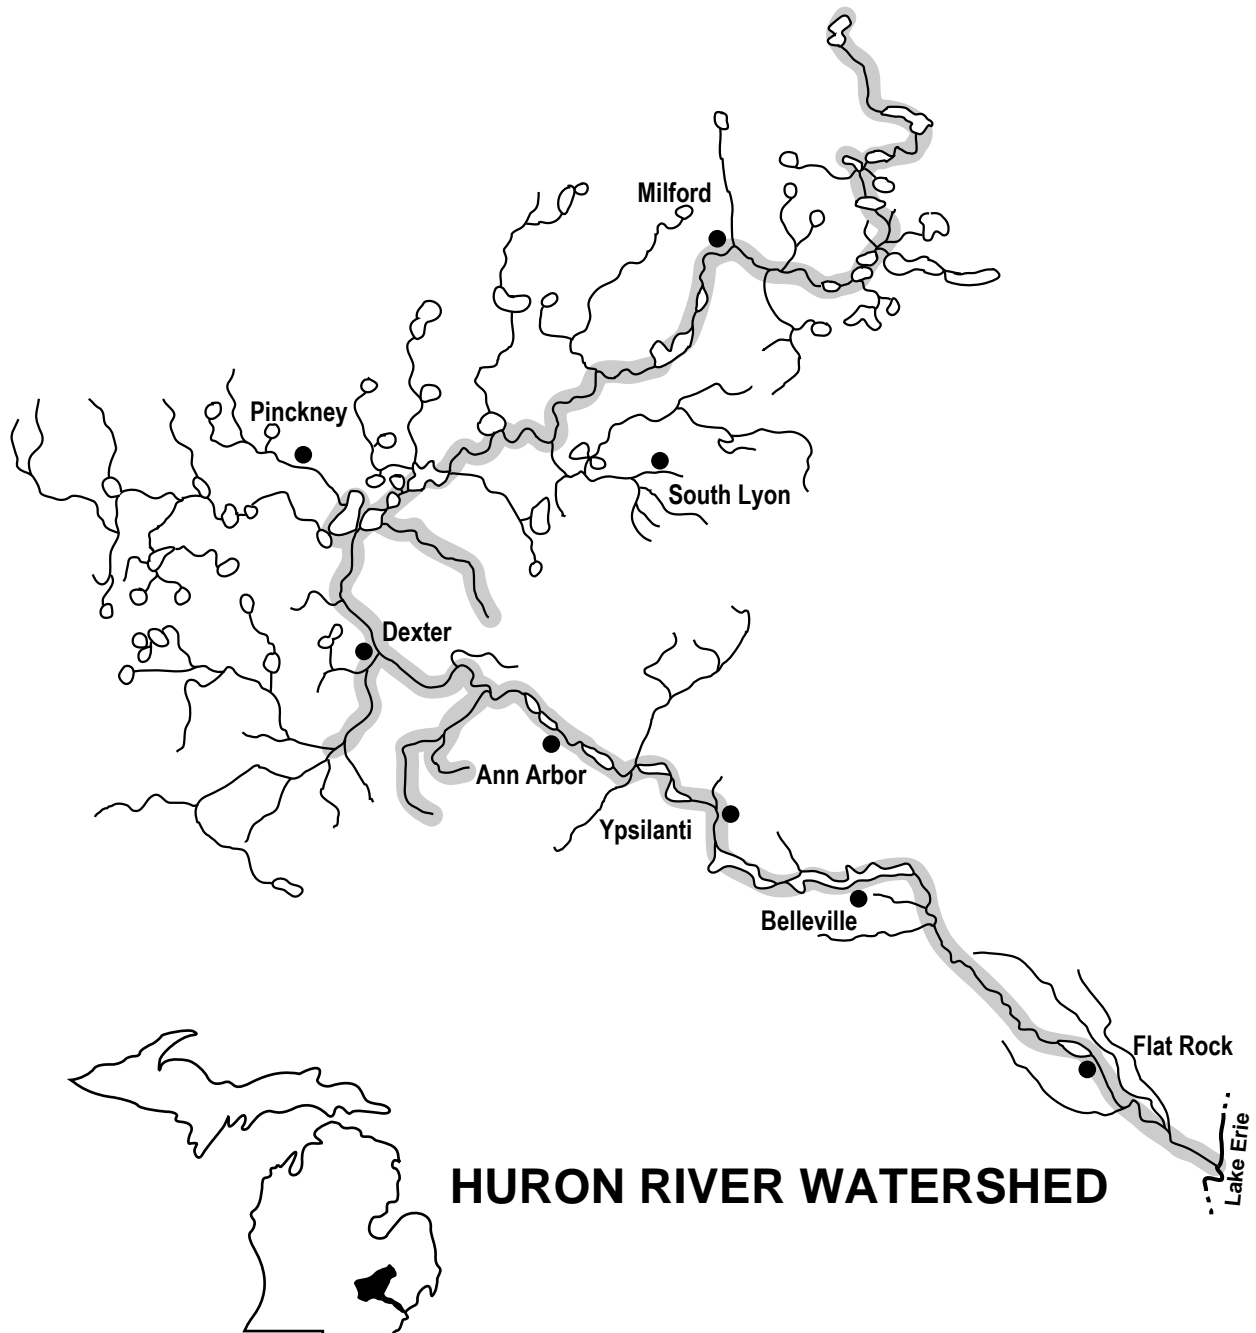 Milford
Pinckney
South Lyon
Dexter
Ann Arbor
Ypsilanti
Belleville
Flat Rock
Lake Erie
HURON RIVER WATERSHED